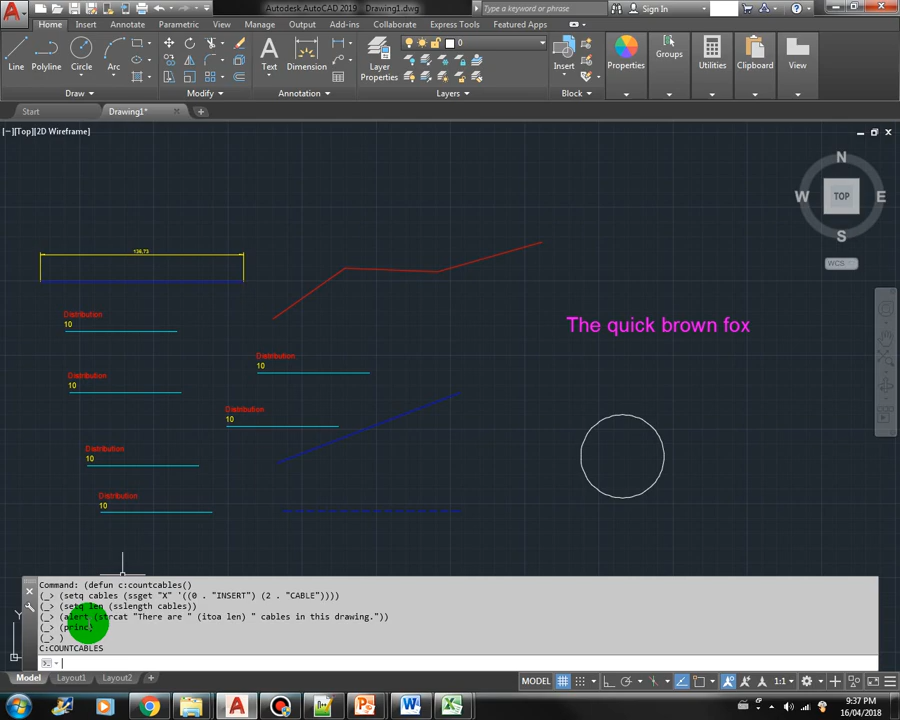 Autodesk AutoCAD 2019 - Drawing1.dwg
Type a keyword or phrase
Sign In
Home Insert Annotate Parametric View Manage Output Add-ins Collaborate Express Tools Featured Apps
Line Polyline Circle Arc
Text Dimension
Layer Properties
0
Insert
Properties Groups Utilities Clipboard View
Draw Modify Annotation Layers Block
Start Drawing1*
[−][Top][2D Wireframe]
N
W TOP E
S
WCS
136,73
Distribution
10
The quick brown fox
Distribution
10
Distribution
10
Distribution
10
Distribution
10
Distribution
10
Command: (defun c:countcables()
(_> (setq cables (ssget "X" '((0 . "INSERT") (2 . "CABLE"))))
(_> (setq len (sslength cables))
(_> (alert (strcat "There are " (itoa len) " cables in this drawing."))
(_> (princ)
(_> )
C:COUNTCABLES
Y
Model Layout1 Layout2 +
MODEL
1:1
9:37 PM
16/04/2018